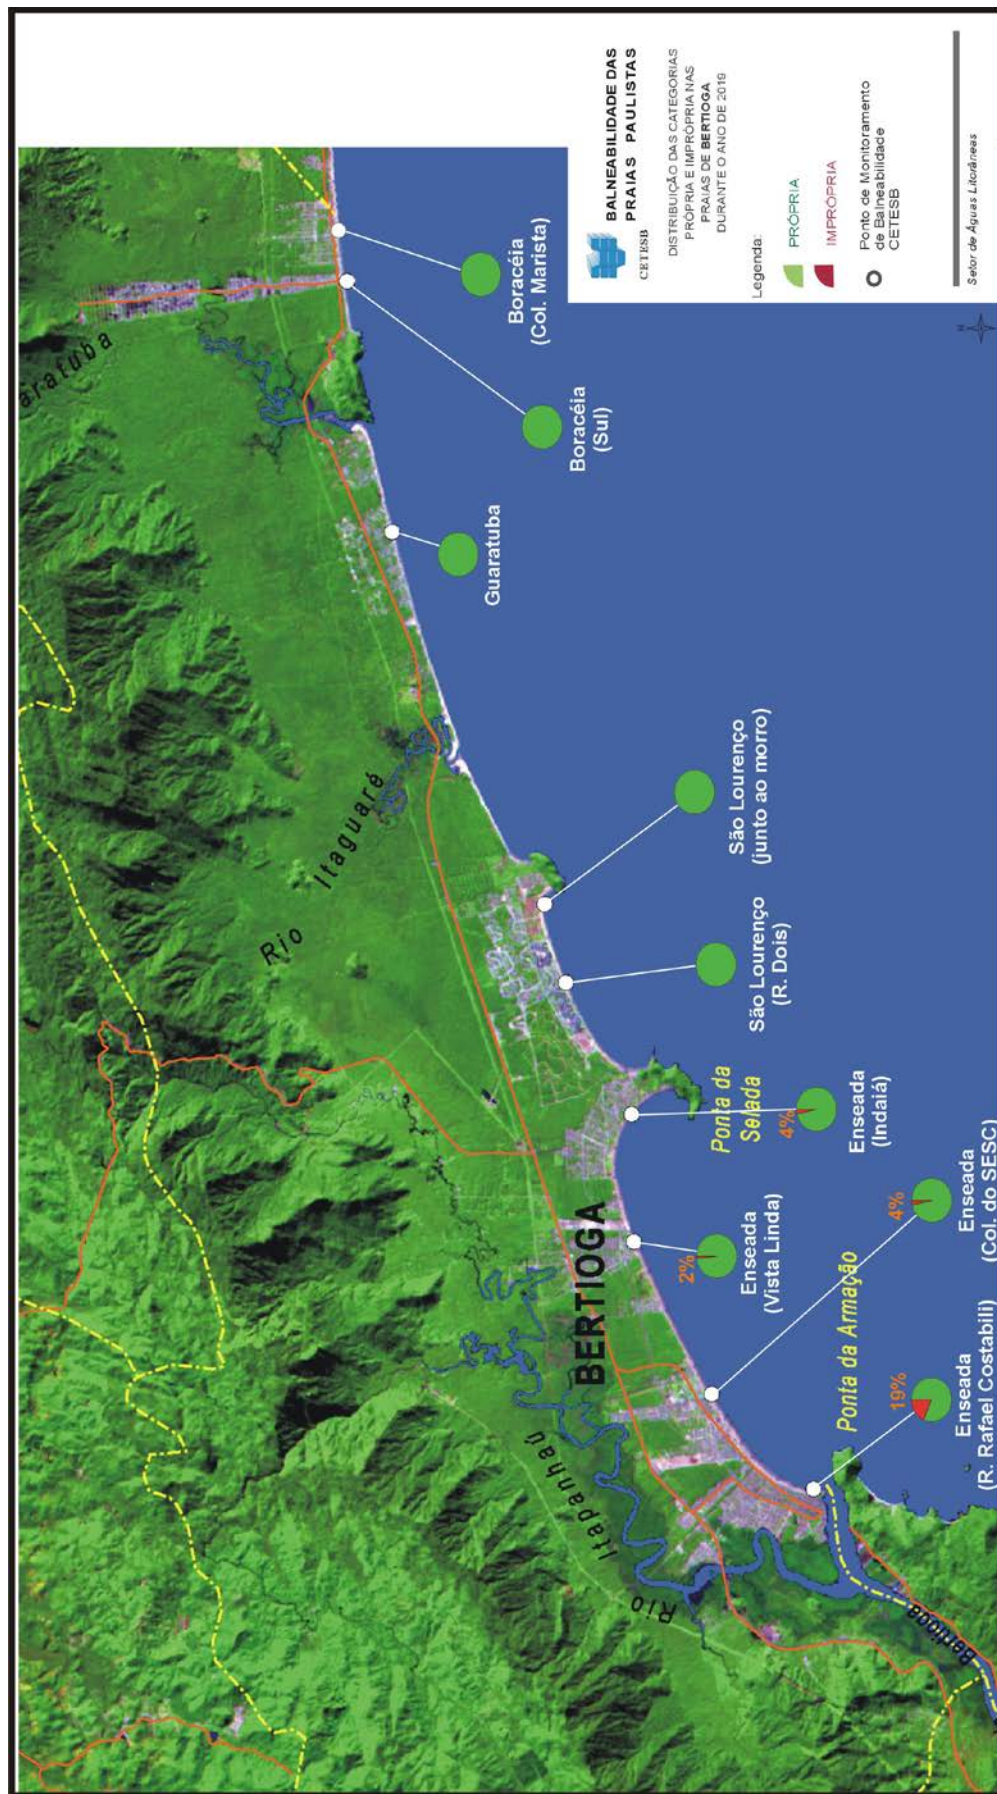 BALNEABILIDADE DAS
PRAIAS PAULISTAS
CETESB
DISTRIBUIÇÃO DAS CATEGORIAS
PRÓPRIA E IMPRÓPRIA NAS
PRAIAS DE BERTIOGA
DURANTE O ANO DE 2019
Legenda:
PRÓPRIA
IMPRÓPRIA
Ponto de Monitoramento
de Balneabilidade
CETESB
Setor de Águas Litorâneas
N
aratuba
Boracéia
(Col. Marista)
Boracéia
(Sul)
Guaratuba
Rio Itaguaré
São Lourenço
(junto ao morro)
São Lourenço
(R. Dois)
Ponta da
Selada
4%
Enseada
(Indaiá)
BERTIOGA
2%
Enseada
(Vista Linda)
4%
Enseada
(Col. do SESC)
Ponta da Armação
19%
Enseada
(R. Rafael Costabili)
Rio Itapanhaú
Bertioga